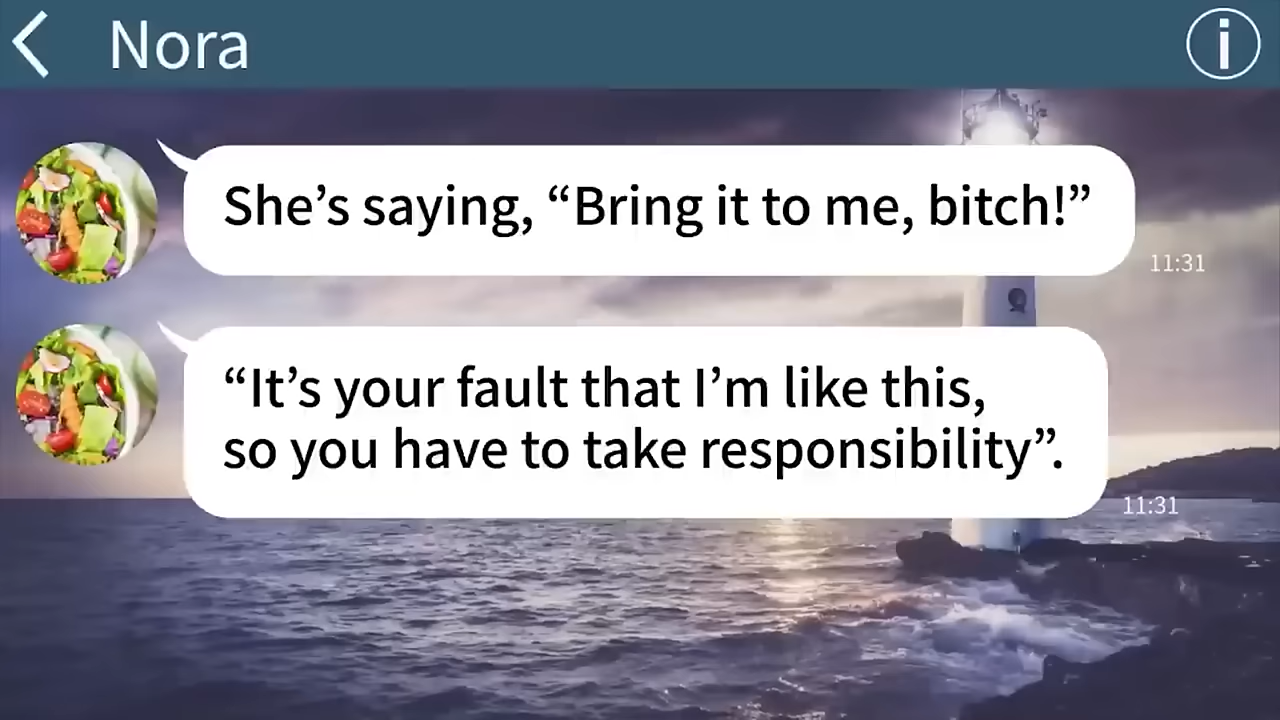 Nora
She’s saying, “Bring it to me, bitch!”
11:31
“It’s your fault that I’m like this,
so you have to take responsibility”.
11:31